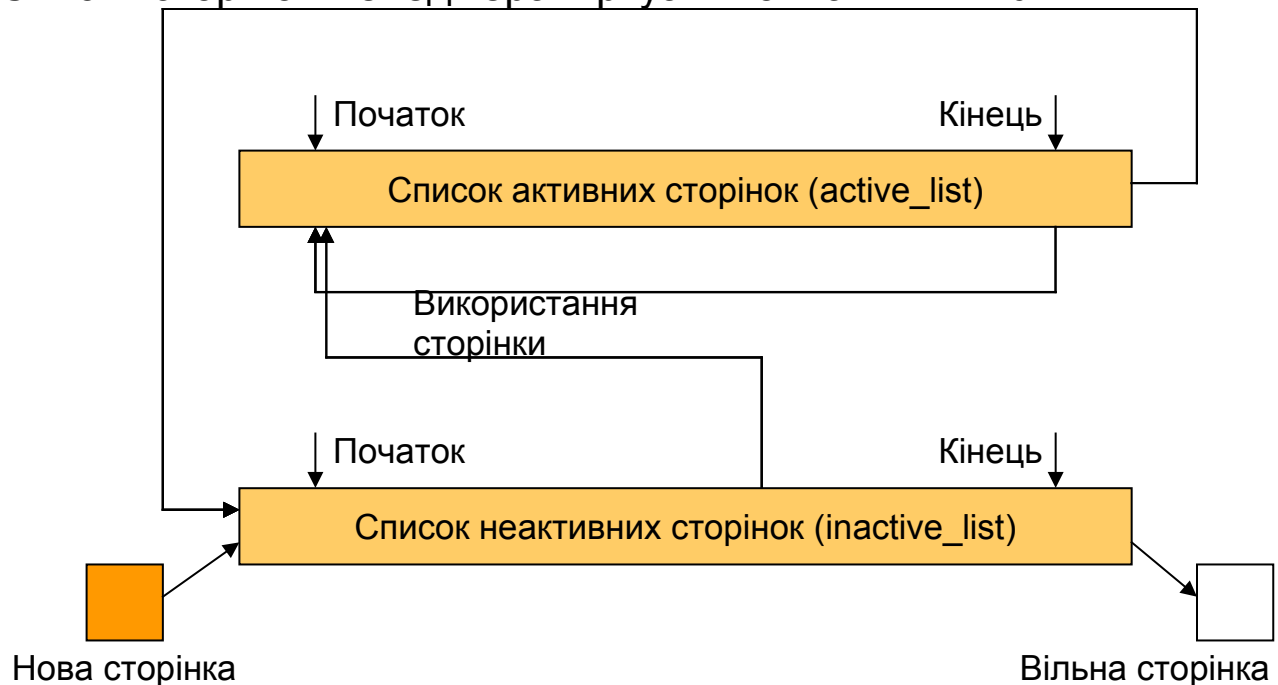 Початок
Кінець
Список активних сторінок (active_list)
Використання
сторінки
Початок
Кінець
Список неактивних сторінок (inactive_list)
Нова сторінка
Вільна сторінка